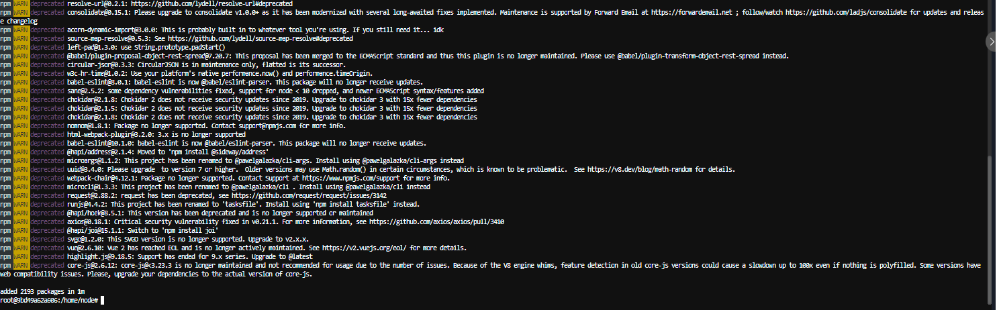 npm WARN deprecated resolve-url@0.2.1: https://github.com/lydell/resolve-url#deprecated
npm WARN deprecated consolidate@0.15.1: Please upgrade to consolidate v1.0.0+ as it has been modernized with several long-awaited fixes implemented. Maintenance is supported by Forward Email at https://forwardemail.net ; follow/watch https://github.com/ladjs/consolidate for updates and releas
e changelog
npm WARN deprecated acorn-dynamic-import@3.0.0: This is probably built in to whatever tool you're using. If you still need it... idk
npm WARN deprecated source-map-resolve@0.5.3: See https://github.com/lydell/source-map-resolve#deprecated
npm WARN deprecated left-pad@1.3.0: use String.prototype.padStart()
npm WARN deprecated @babel/plugin-proposal-object-rest-spread@7.20.7: This proposal has been merged to the ECMAScript standard and thus this plugin is no longer maintained. Please use @babel/plugin-transform-object-rest-spread instead.
npm WARN deprecated circular-json@0.3.3: CircularJSON is in maintenance only, flatted is its successor.
npm WARN deprecated w3c-hr-time@1.0.2: Use your platform's native performance.now() and performance.timeOrigin.
npm WARN deprecated babel-eslint@8.0.1: babel-eslint is now @babel/eslint-parser. This package will no longer receive updates.
npm WARN deprecated sane@2.5.2: some dependency vulnerabilities fixed, support for node < 10 dropped, and newer ECMAScript syntax/features added
npm WARN deprecated chokidar@2.1.8: Chokidar 2 does not receive security updates since 2019. Upgrade to chokidar 3 with 15x fewer dependencies
npm WARN deprecated chokidar@2.1.5: Chokidar 2 does not receive security updates since 2019. Upgrade to chokidar 3 with 15x fewer dependencies
npm WARN deprecated chokidar@2.1.8: Chokidar 2 does not receive security updates since 2019. Upgrade to chokidar 3 with 15x fewer dependencies
npm WARN deprecated nomnom@1.8.1: Package no longer supported. Contact support@npmjs.com for more info.
npm WARN deprecated html-webpack-plugin@3.2.0: 3.x is no longer supported
npm WARN deprecated babel-eslint@10.1.0: babel-eslint is now @babel/eslint-parser. This package will no longer receive updates.
npm WARN deprecated @hapi/address@2.1.4: Moved to 'npm install @sideway/address'
npm WARN deprecated microargs@1.1.2: This project has been renamed to @pawelgalazka/cli-args. Install using @pawelgalazka/cli-args instead
npm WARN deprecated uuid@3.4.0: Please upgrade  to version 7 or higher.  Older versions may use Math.random() in certain circumstances, which is known to be problematic.  See https://v8.dev/blog/math-random for details.
npm WARN deprecated webpack-chain@4.12.1: Package no longer supported. Contact Support at https://www.npmjs.com/support for more info.
npm WARN deprecated microcli@1.3.3: This project has been renamed to @pawelgalazka/cli . Install using @pawelgalazka/cli instead
npm WARN deprecated request@2.88.2: request has been deprecated, see https://github.com/request/request/issues/3142
npm WARN deprecated runjs@4.4.2: This project has been renamed to 'tasksfile'. Install using 'npm install tasksfile' instead.
npm WARN deprecated @hapi/hoek@8.5.1: This version has been deprecated and is no longer supported or maintained
npm WARN deprecated axios@0.18.1: Critical security vulnerability fixed in v0.21.1. For more information, see https://github.com/axios/axios/pull/3410
npm WARN deprecated @hapi/joi@15.1.1: Switch to 'npm install joi'
npm WARN deprecated svgo@1.2.0: This SVGO version is no longer supported. Upgrade to v2.x.x.
npm WARN deprecated vue@2.6.10: Vue 2 has reached EOL and is no longer actively maintained. See https://v2.vuejs.org/eol/ for more details.
npm WARN deprecated highlight.js@9.18.5: Support has ended for 9.x series. Upgrade to @latest
npm WARN deprecated core-js@2.6.12: core-js@<3.23.3 is no longer maintained and not recommended for usage due to the number of issues. Because of the V8 engine whims, feature detection in old core-js versions could cause a slowdown up to 100x even if nothing is polyfilled. Some versions have
web compatibility issues. Please, upgrade your dependencies to the actual version of core-js.
added 2193 packages in 1m
root@9bd49a62a606:/home/node#